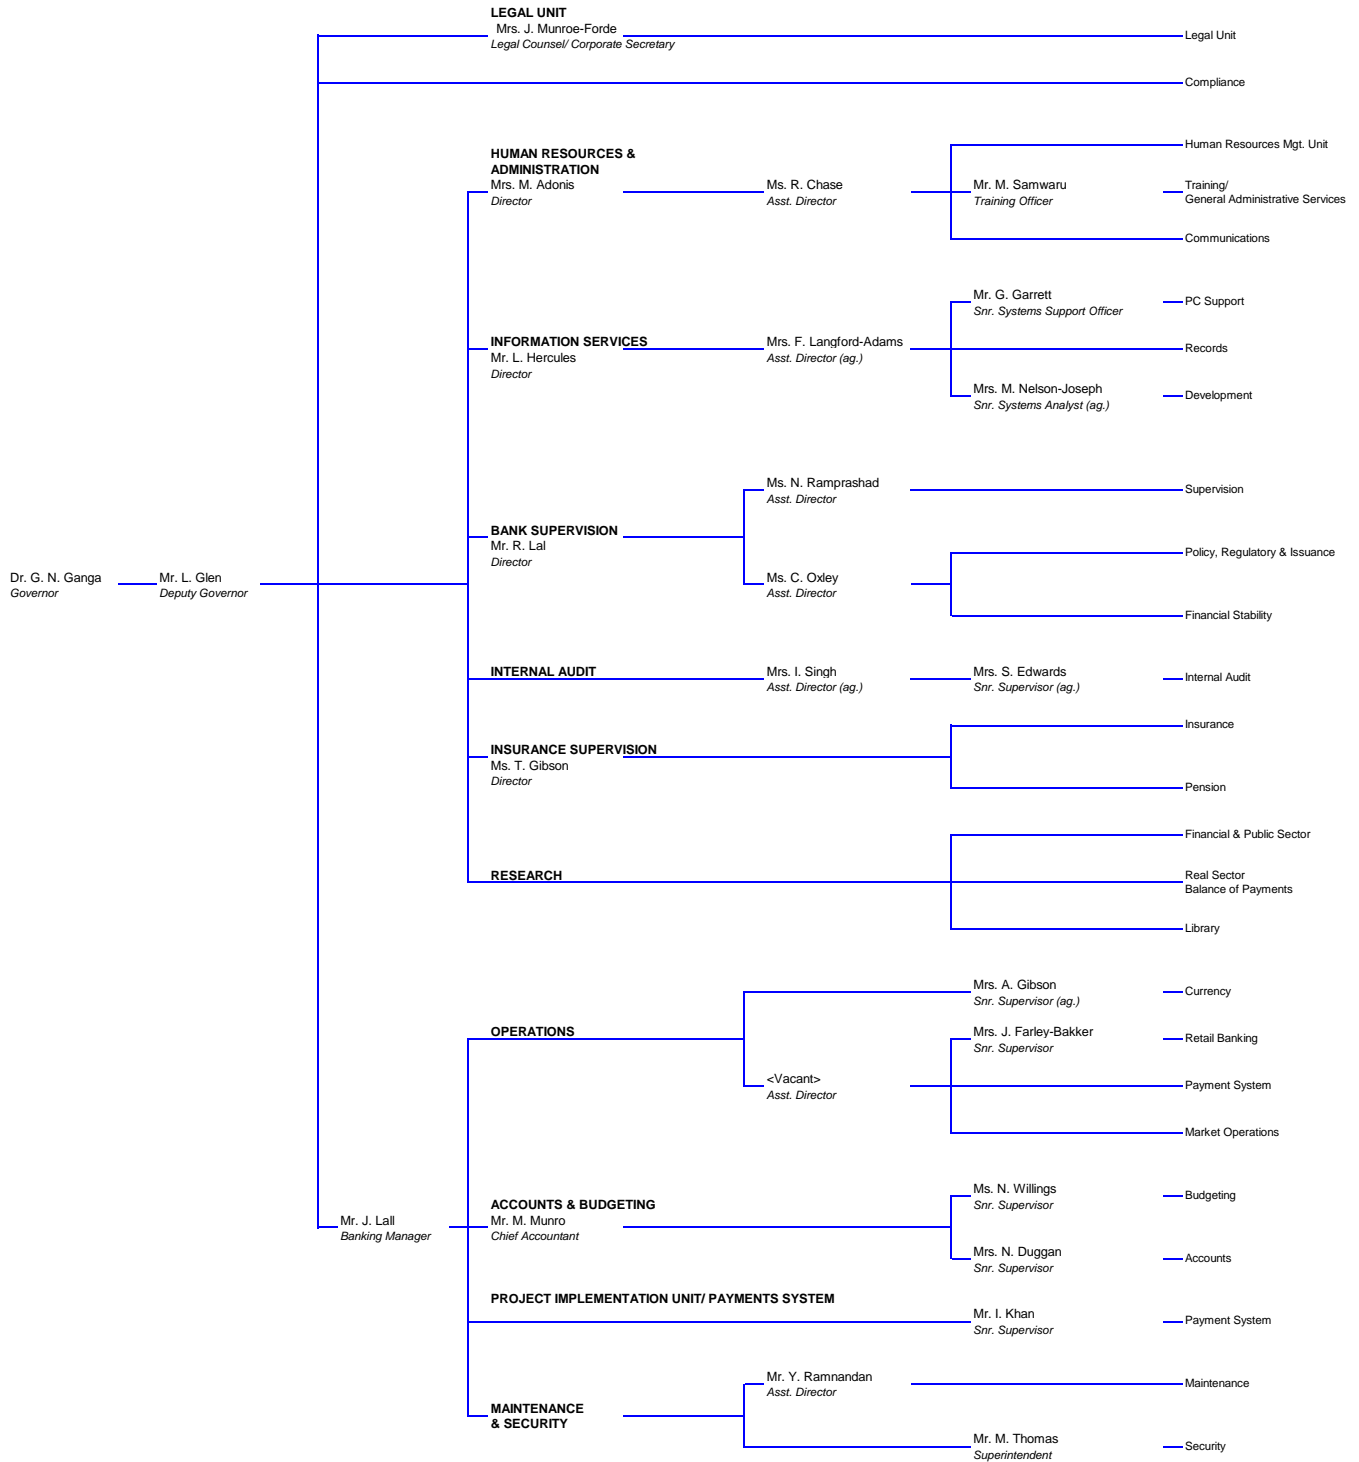 LEGAL UNIT
Mrs. J. Munroe-Forde
Legal Counsel/ Corporate Secretary
Legal Unit
Compliance
HUMAN RESOURCES &
ADMINISTRATION
Mrs. M. Adonis
Director
Ms. R. Chase
Asst. Director
Human Resources Mgt. Unit
Mr. M. Samwaru
Training Officer
Training/
General Administrative Services
Communications
INFORMATION SERVICES
Mr. L. Hercules
Director
Mrs. F. Langford-Adams
Asst. Director (ag.)
Mr. G. Garrett
Snr. Systems Support Officer
PC Support
Records
Mrs. M. Nelson-Joseph
Snr. Systems Analyst (ag.)
Development
BANK SUPERVISION
Mr. R. Lal
Director
Ms. N. Ramprashad
Asst. Director
Supervision
Ms. C. Oxley
Asst. Director
Policy, Regulatory & Issuance
Financial Stability
Dr. G. N. Ganga
Governor
Mr. L. Glen
Deputy Governor
INTERNAL AUDIT
Mrs. I. Singh
Asst. Director (ag.)
Mrs. S. Edwards
Snr. Supervisor (ag.)
Internal Audit
INSURANCE SUPERVISION
Ms. T. Gibson
Director
Insurance
Pension
RESEARCH
Financial & Public Sector
Real Sector
Balance of Payments
Library
OPERATIONS
Mrs. A. Gibson
Snr. Supervisor (ag.)
Currency
Mrs. J. Farley-Bakker
Snr. Supervisor
Retail Banking
<Vacant>
Asst. Director
Payment System
Market Operations
Mr. J. Lall
Banking Manager
ACCOUNTS & BUDGETING
Mr. M. Munro
Chief Accountant
Ms. N. Willings
Snr. Supervisor
Budgeting
Mrs. N. Duggan
Snr. Supervisor
Accounts
PROJECT IMPLEMENTATION UNIT/ PAYMENTS SYSTEM
Mr. I. Khan
Snr. Supervisor
Payment System
MAINTENANCE
& SECURITY
Mr. Y. Ramnandan
Asst. Director
Maintenance
Mr. M. Thomas
Superintendent
Security